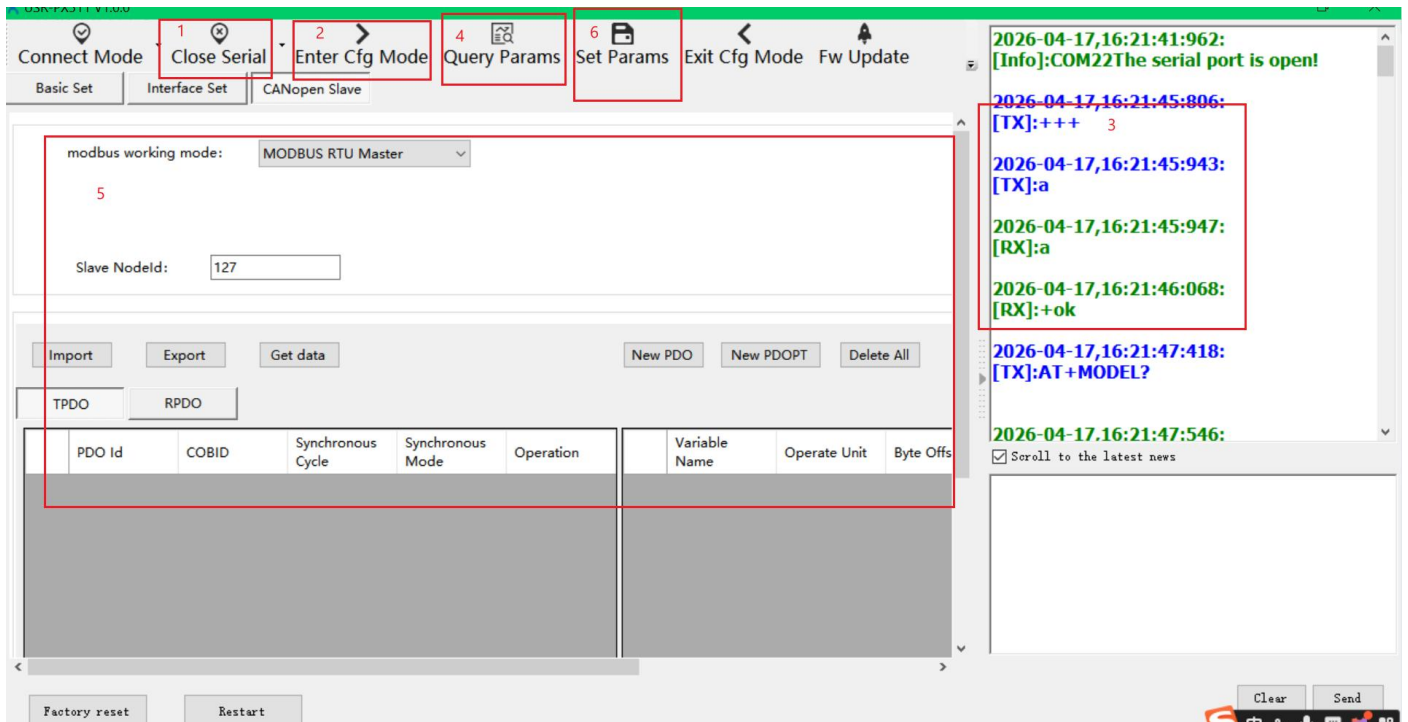 USR-PX511 V1.0.0
1 2 4 6
Connect Mode Close Serial Enter Cfg Mode Query Params Set Params Exit Cfg Mode Fw Update
Basic Set Interface Set CANopen Slave
modbus working mode: MODBUS RTU Master
5
Slave NodeId: 127
Import Export Get data New PDO New PDOPT Delete All
TPDO RPDO
PDO Id COBID Synchronous Cycle Synchronous Mode Operation Variable Name Operate Unit Byte Offs
Factory reset Restart
2026-04-17,16:21:41:962:
[Info]:COM22The serial port is open!
2026-04-17,16:21:45:806:
[TX]:+++ 3
2026-04-17,16:21:45:943:
[TX]:a
2026-04-17,16:21:45:947:
[RX]:a
2026-04-17,16:21:46:068:
[RX]:+ok
2026-04-17,16:21:47:418:
[TX]:AT+MODEL?
2026-04-17,16:21:47:546:
Scroll to the latest news
Clear Send